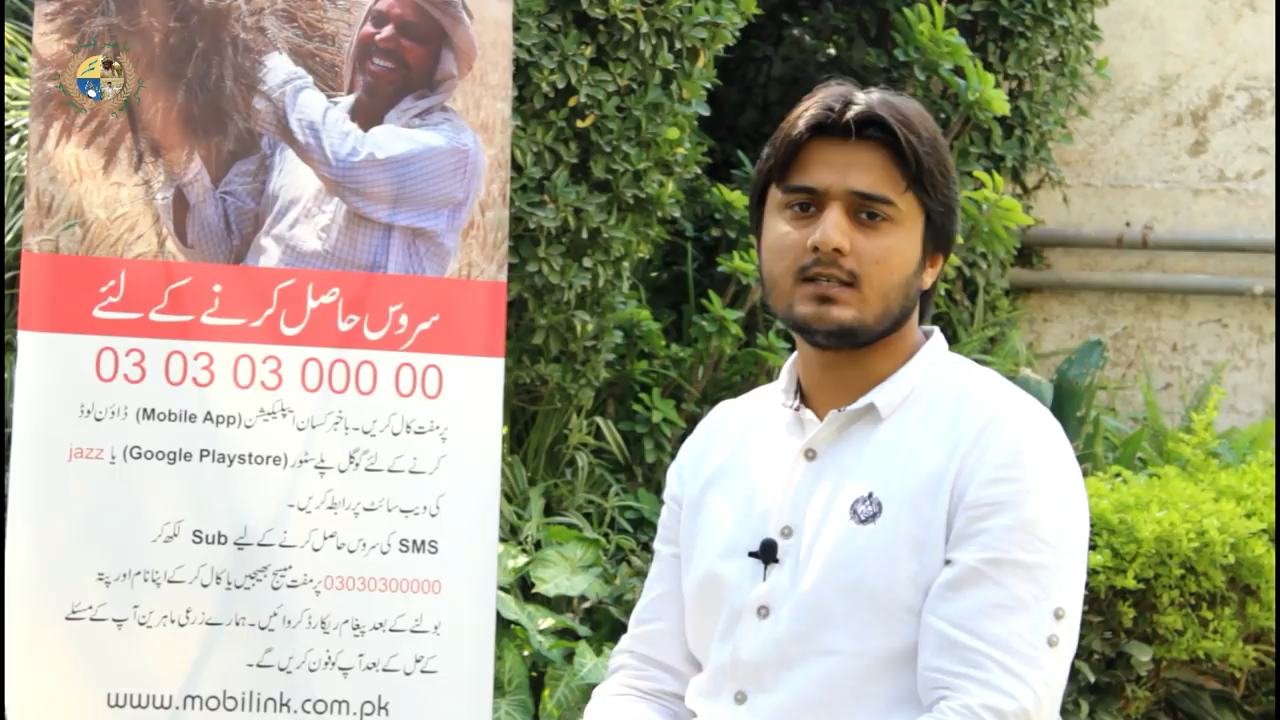 سروس حاصل کرنے کے لئے
03 03 03 000 00
پر مفت کال کریں۔ باخبر کسان ایپلیکیشن (Mobile App) ڈاؤن لوڈ
کرنے کے لئے گوگل پلے سٹور (Google Playstore) یا jazz
کی ویب سائٹ پر رابطہ کریں۔
SMS کی سروس حاصل کرنے کے لیے Sub لکھ کر
03030300000 پر مفت میسج بھیجیں یا کال کر کے اپنا نام اور پتہ
بولنے کے بعد پیغام ریکارڈ کروائیں۔ ہمارے زرعی ماہرین آپ کے مسئلے
کے حل کے بعد آپ کو فون کریں گے۔
www.mobilink.com.pk